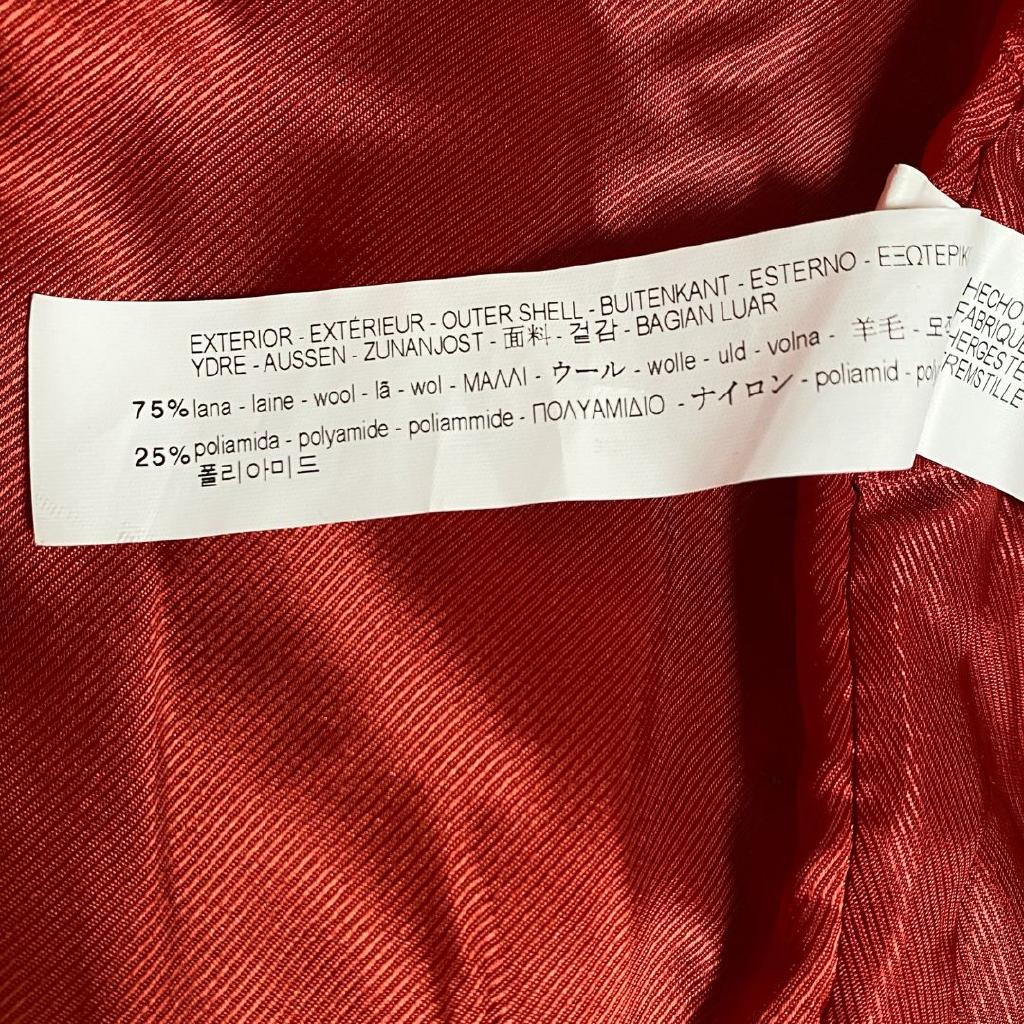 EXTERIOR - EXTÉRIEUR - OUTER SHELL - BUITENKANT - ESTERNO - ΕΞΩΤΕΡΙΚ
YDRE - AUSSEN - ZUNANJOST - 面料 - 겉감 - BAGIAN LUAR
75% lana - laine - wool - lã - wol - ΜΑΛΛΙ - ウール - wolle - uld - volna - 羊毛 -
25% poliamida - polyamide - poliammide - ΠΟΛΥΑΜΙΔΙΟ - ナイロン - poliamid -
폴리아미드
HECHO
FABRIQUE